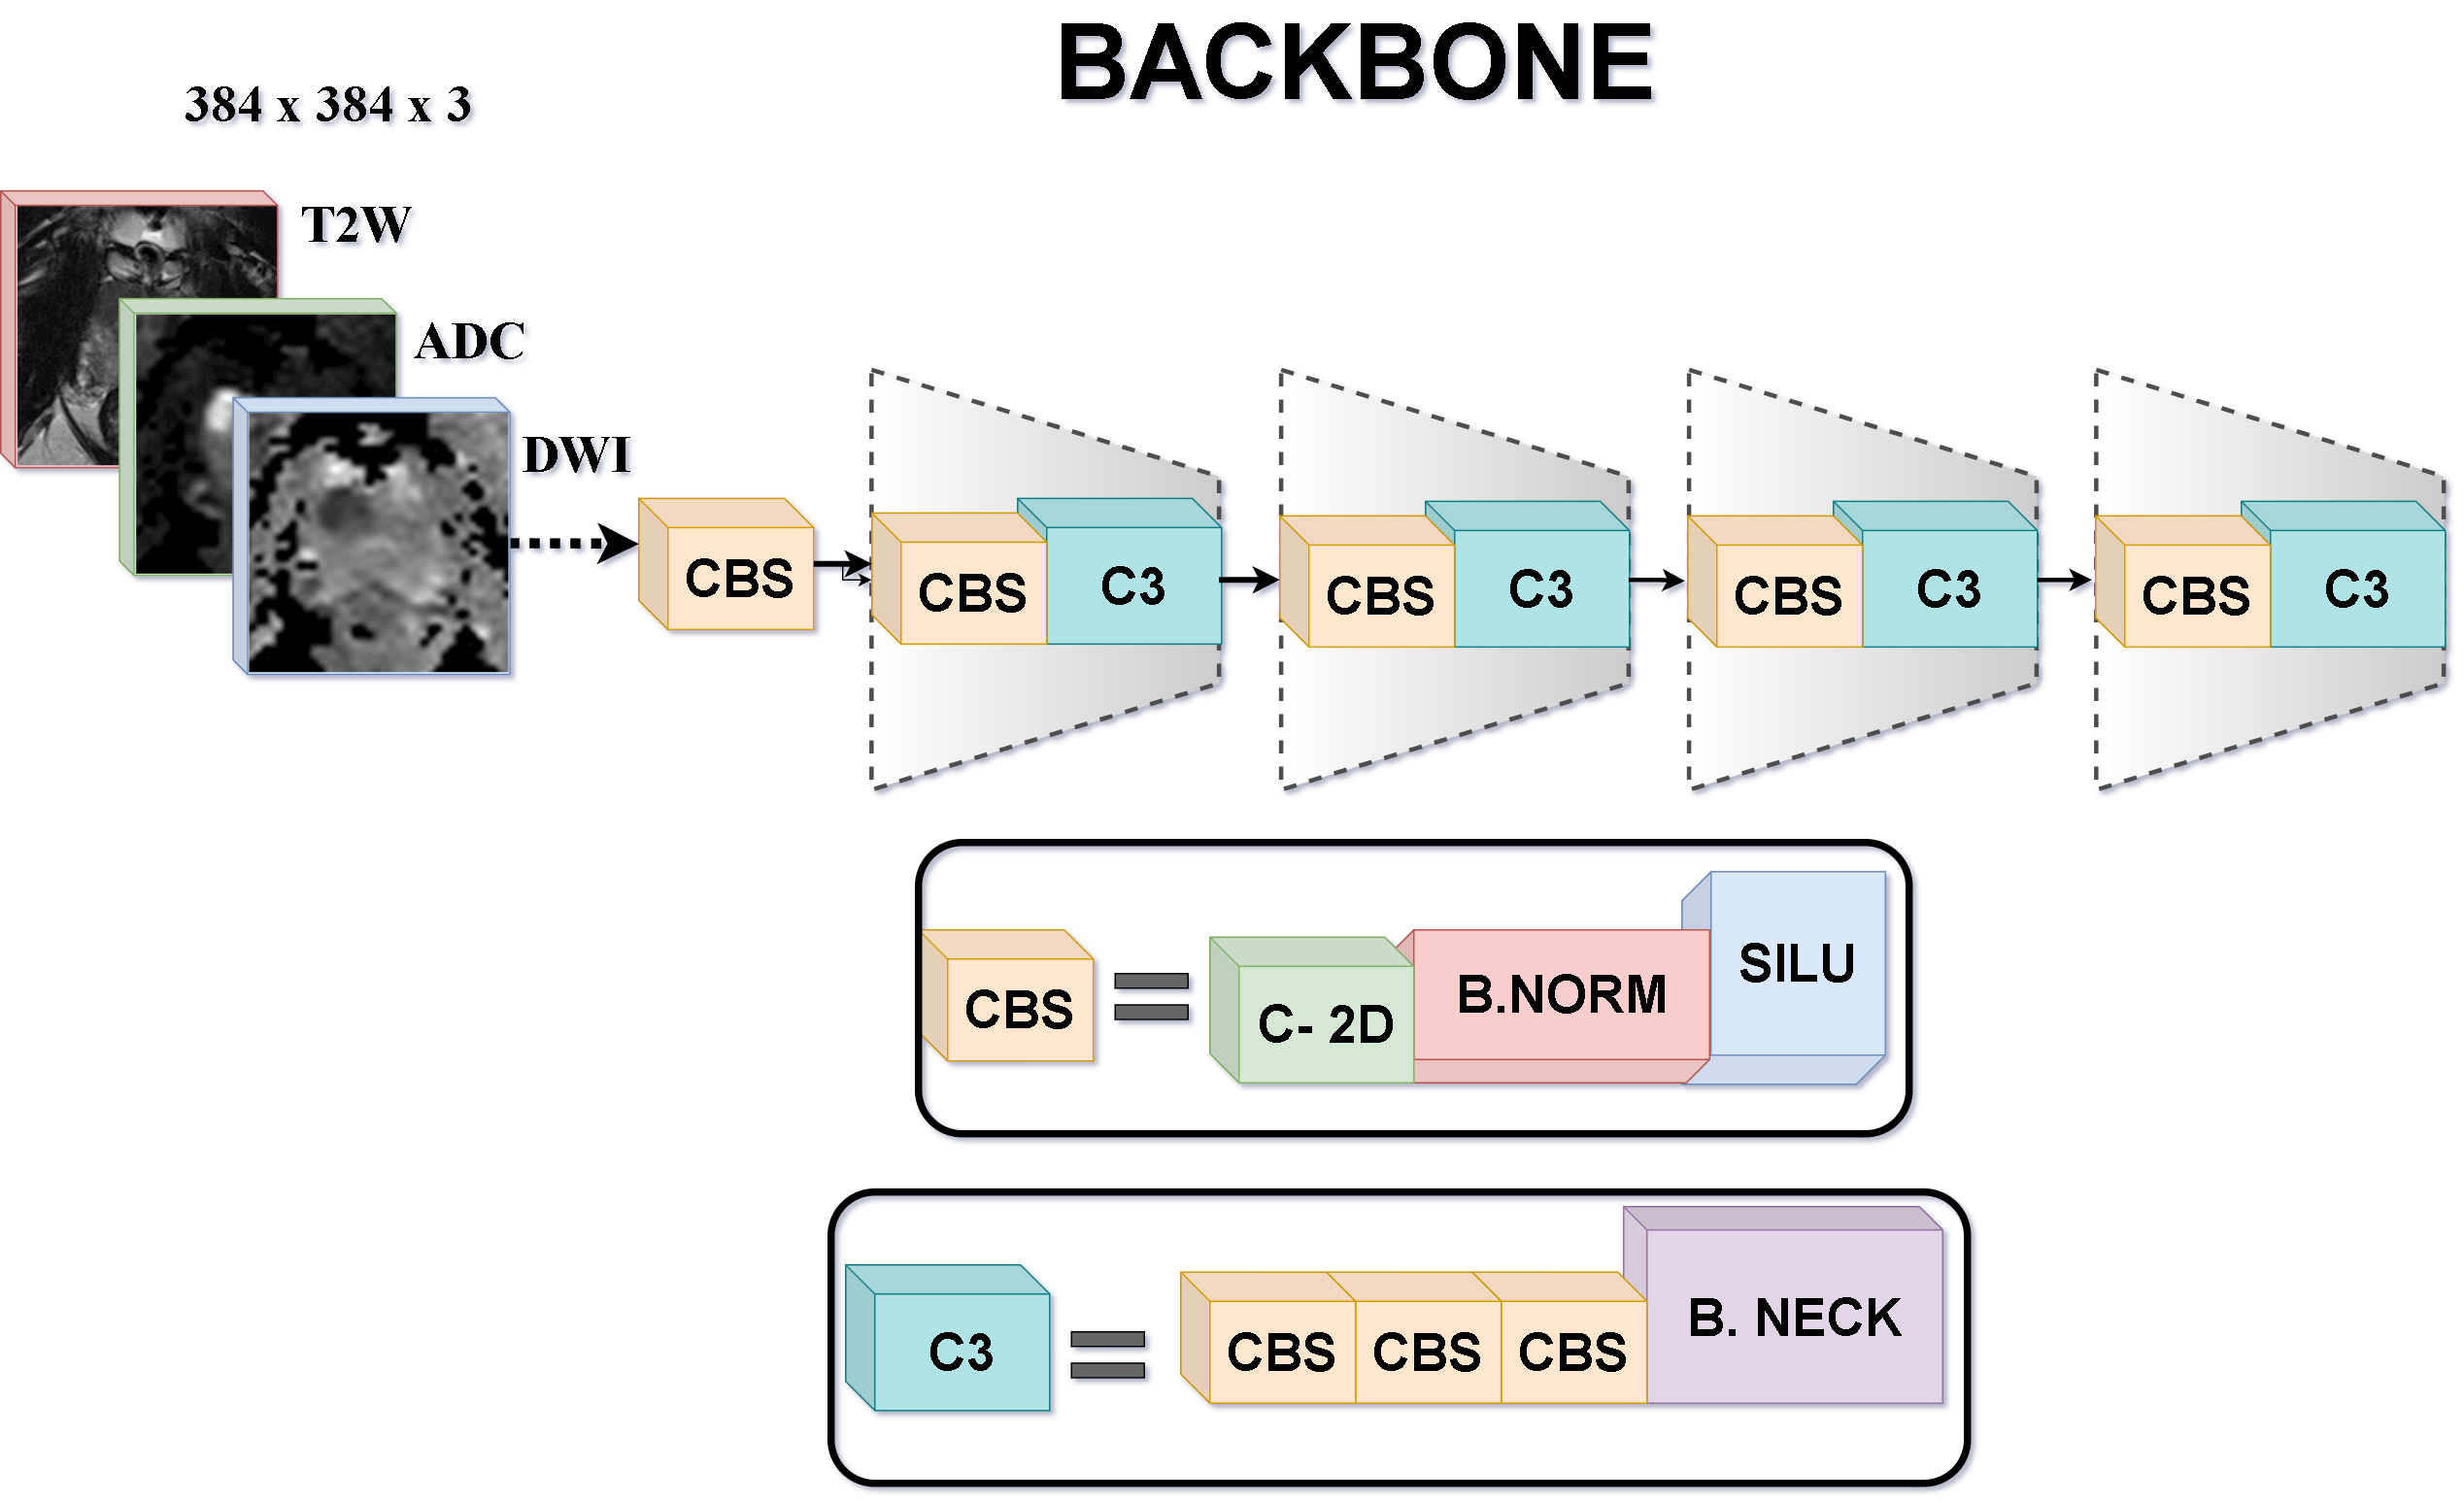 BACKBONE
384 x 384 x 3
T2W
ADC
DWI
CBS
CBS
C3
CBS
C3
CBS
C3
CBS
C3
CBS
C- 2D
B.NORM
SILU
C3
CBS
CBS
CBS
B. NECK